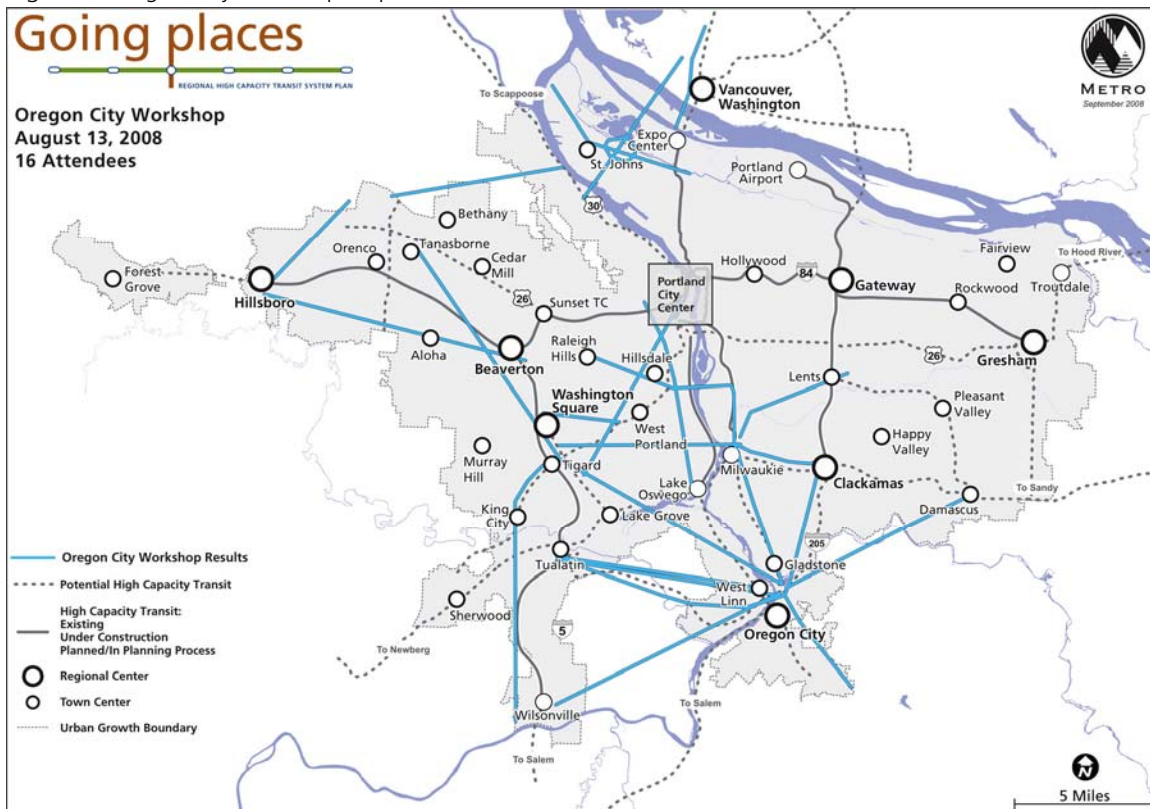 Going places
REGIONAL HIGH CAPACITY TRANSIT SYSTEM PLAN
Oregon City Workshop
August 13, 2008
16 Attendees
METRO
September 2008
To Scappoose
Vancouver,
Washington
Expo
Center
St. Johns
Portland
Airport
30
Bethany
Orenco
Tanasborne
Cedar
Mill
Forest
Grove
Hillsboro
26
Sunset TC
Portland
City
Center
Hollywood
84
Gateway
Fairview
To Hood River
Troutdale
Rockwood
Aloha
Beaverton
Raleigh
Hills
Hillsdale
26
Gresham
Lents
Washington
Square
West
Portland
Pleasant
Valley
Happy
Valley
Murray
Hill
Tigard
Milwaukie
Clackamas
Lake
Oswego
To Sandy
Damascus
King
City
Lake Grove
205
Tualatin
Gladstone
West
Linn
Sherwood
5
Oregon City
To Newberg
Wilsonville
To Salem
To Salem
Oregon City Workshop Results
Potential High Capacity Transit
High Capacity Transit:
Existing
Under Construction
Planned/In Planning Process
Regional Center
Town Center
Urban Growth Boundary
N
5 Miles